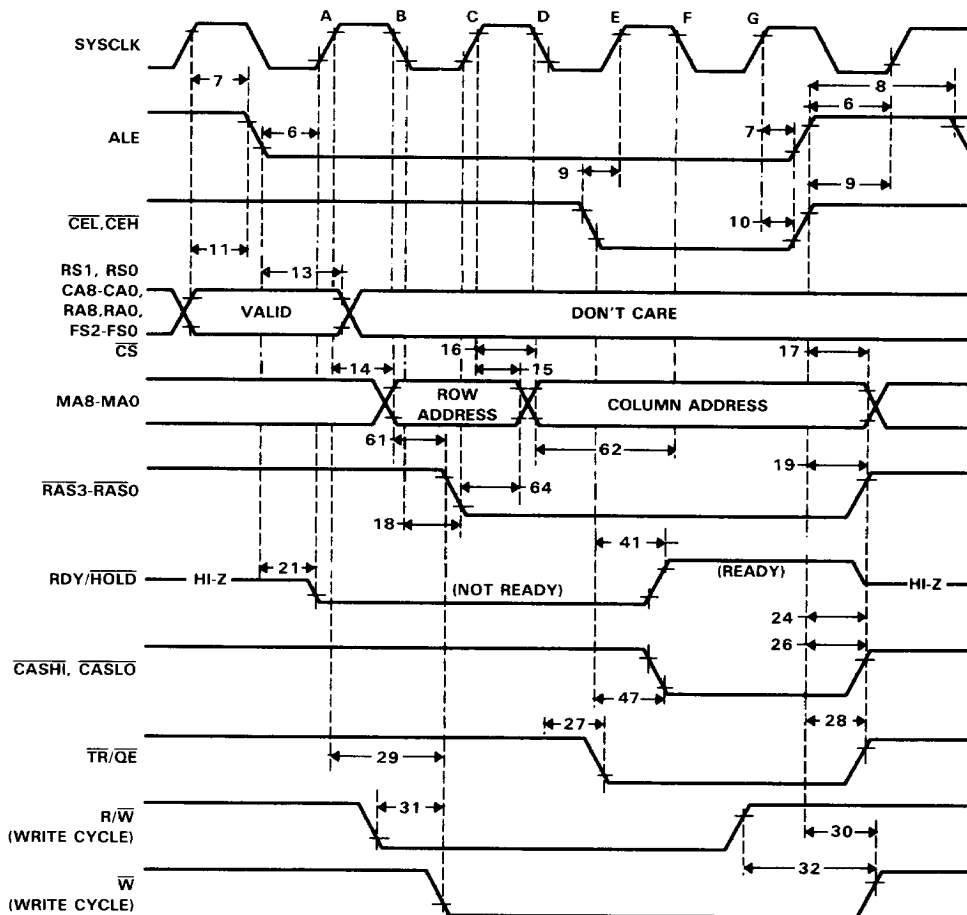 A B C D E F G
SYSCLK
7 8
6
ALE 6 7
9 9
CEL,CEH 10
11
RS1, RS0 13
CA8-CA0,
RA8,RA0, VALID DON'T CARE
FS2-FS0
CS 16 17
14 15
MA8-MA0 ROW ADDRESS COLUMN ADDRESS
61 62
19
RAS3-RAS0 64
18
41
21 (READY)
RDY/HOLD HI-Z (NOT READY) HI-Z
24
26
CASHI, CASLO
47
27 28
TR/QE 29
31
R/W
(WRITE CYCLE) 30
32
W
(WRITE CYCLE)